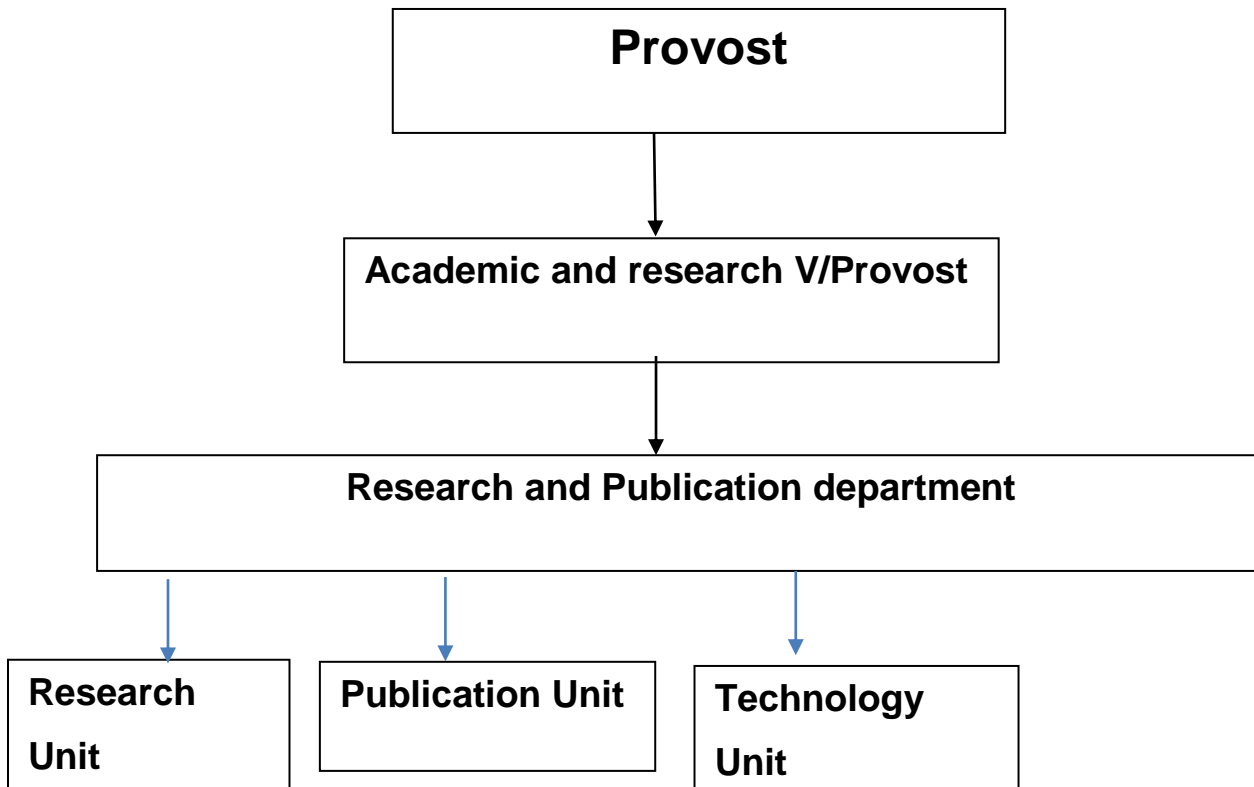 Provost
Academic and research V/Provost
Research and Publication department
Research
Unit
Publication Unit
Technology
Unit